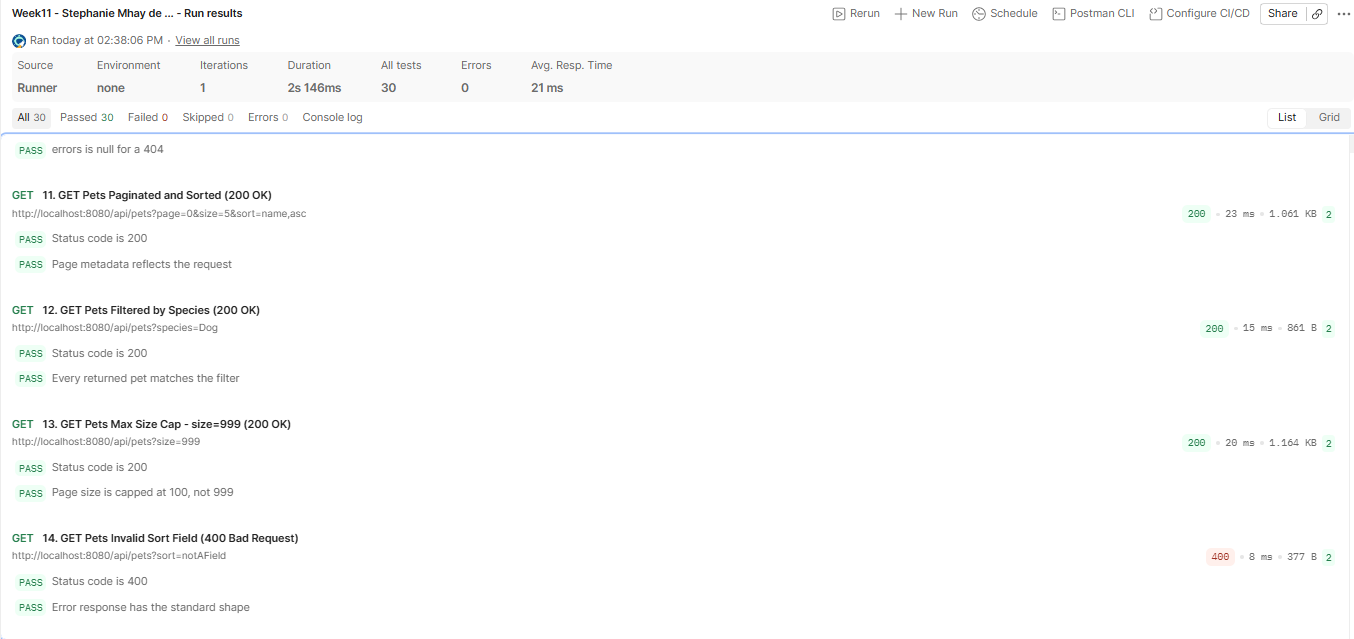 Week11 - Stephanie Mhay de ... - Run results
Rerun New Run Schedule Postman CLI Configure CI/CD Share
Ran today at 02:38:06 PM · View all runs
Source Environment Iterations Duration All tests Errors Avg. Resp. Time
Runner none 1 2s 146ms 30 0 21 ms
All 30 Passed 30 Failed 0 Skipped 0 Errors 0 Console log List Grid
PASS errors is null for a 404
GET 11. GET Pets Paginated and Sorted (200 OK)
http://localhost:8080/api/pets?page=0&size=5&sort=name,asc 200 23 ms 1.061 KB 2
PASS Status code is 200
PASS Page metadata reflects the request
GET 12. GET Pets Filtered by Species (200 OK)
http://localhost:8080/api/pets?species=Dog 200 15 ms 861 B 2
PASS Status code is 200
PASS Every returned pet matches the filter
GET 13. GET Pets Max Size Cap - size=999 (200 OK)
http://localhost:8080/api/pets?size=999 200 20 ms 1.164 KB 2
PASS Status code is 200
PASS Page size is capped at 100, not 999
GET 14. GET Pets Invalid Sort Field (400 Bad Request)
http://localhost:8080/api/pets?sort=notAField 400 8 ms 377 B 2
PASS Status code is 400
PASS Error response has the standard shape